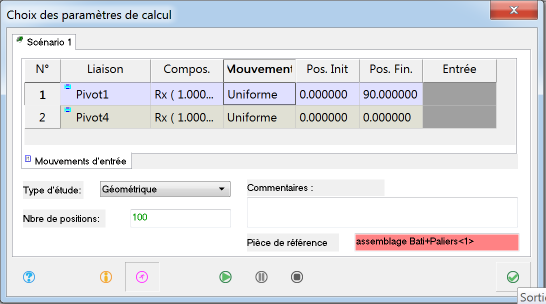 Choix des paramètres de calcul
Scénario 1
N° Liaison Compos. Mouvement Pos. Init Pos. Fin. Entrée
1 Pivot1 Rx ( 1.000... Uniforme 0.000000 90.000000
2 Pivot4 Rx ( 1.000... Uniforme 0.000000 0.000000
Mouvements d'entrée
Type d'étude: Géométrique Commentaires :
Nbre de positions: 100
Pièce de référence assemblage Bati+Paliers<1>
Sortie